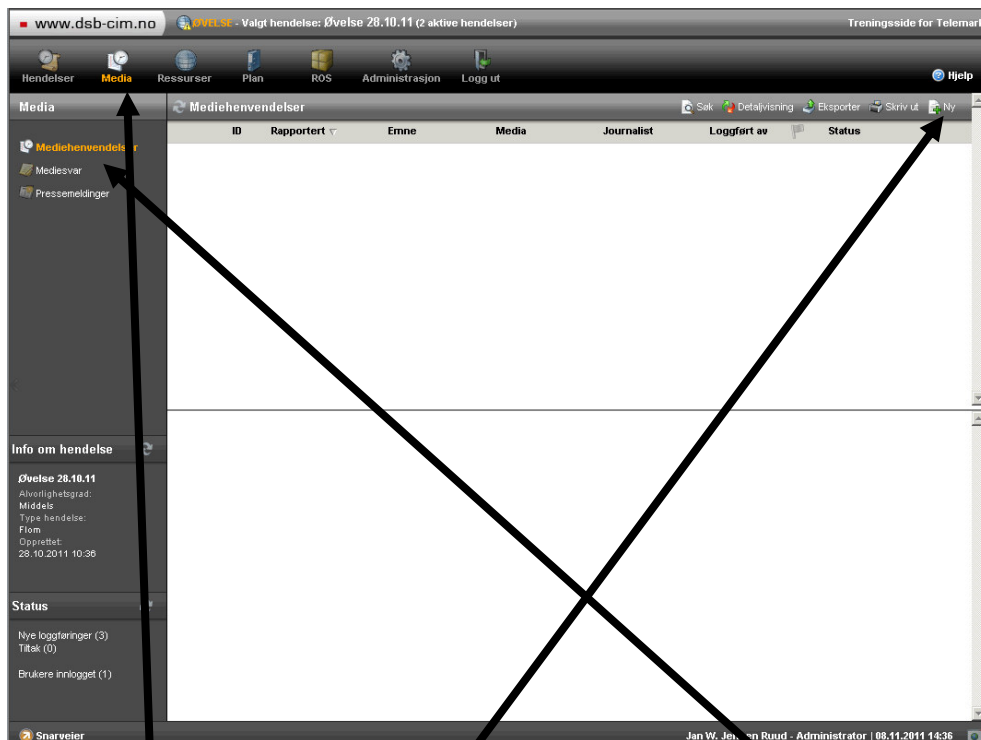 www.dsb-cim.no
ØVELSE - Valgt hendelse: Øvelse 28.10.11 (2 aktive hendelser)
Treningsside for Telemark
Hendelser Media Ressurser Plan ROS Administrasjon Logg ut
Hjelp
Media
Mediehenvendelser
Søk Detaljvisning Eksporter Skriv ut Ny
ID Rapportert Emne Media Journalist Loggført av Status
Mediehenvendelser
Mediesvar
Pressemeldinger
Info om hendelse
Øvelse 28.10.11
Alvorlighetsgrad:
Middels
Type hendelse:
Flom
Opprettet:
28.10.2011 10:36
Status
Nye loggføringer (3)
Tiltak (0)
Brukere innlogget (1)
Snarveier
Jan W. Ruud - Administrator | 08.11.2011 14:36